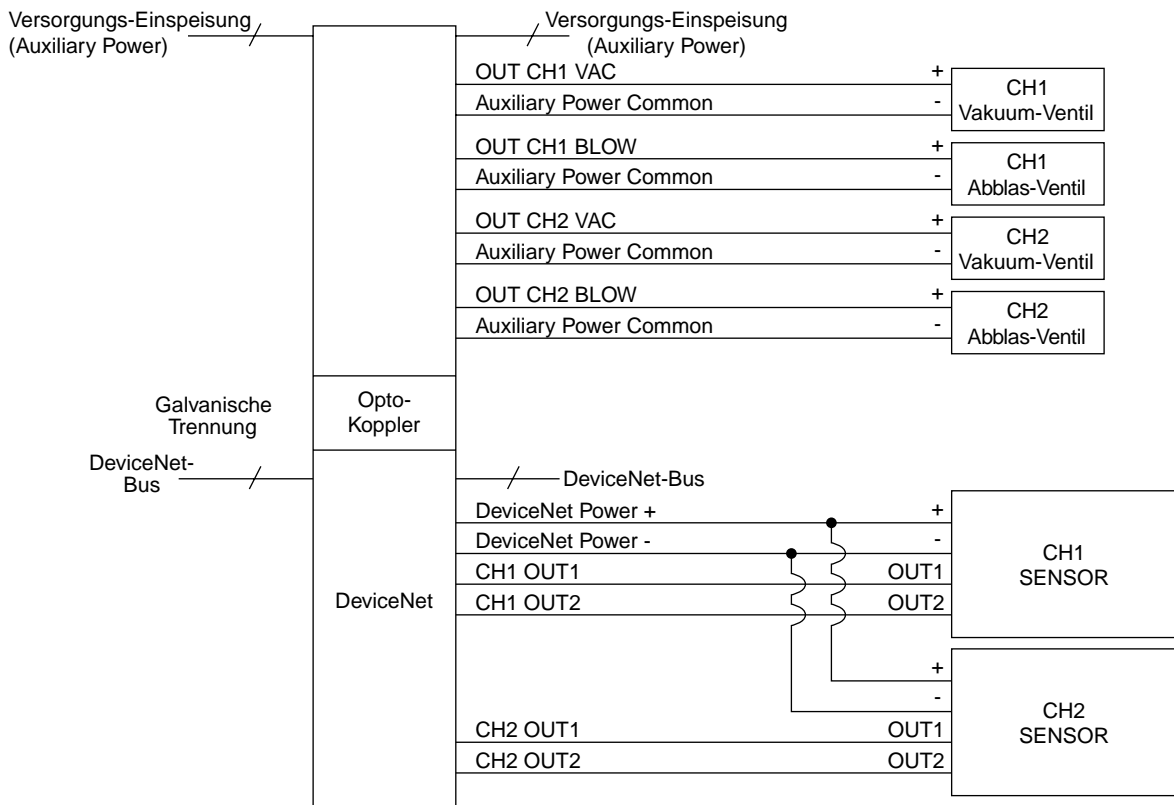 Versorgungs-Einspeisung
(Auxiliary Power)
Versorgungs-Einspeisung
(Auxiliary Power)
OUT CH1 VAC +
Auxiliary Power Common -
CH1
Vakuum-Ventil
OUT CH1 BLOW +
Auxiliary Power Common -
CH1
Abblas-Ventil
OUT CH2 VAC +
Auxiliary Power Common -
CH2
Vakuum-Ventil
OUT CH2 BLOW +
Auxiliary Power Common -
CH2
Abblas-Ventil
Galvanische
Trennung
Opto-
Koppler
DeviceNet-
Bus
DeviceNet-Bus
DeviceNet
DeviceNet Power + +
DeviceNet Power - -
CH1 OUT1 OUT1
CH1 OUT2 OUT2
CH1
SENSOR
+
-
CH2 OUT1 OUT1
CH2 OUT2 OUT2
CH2
SENSOR